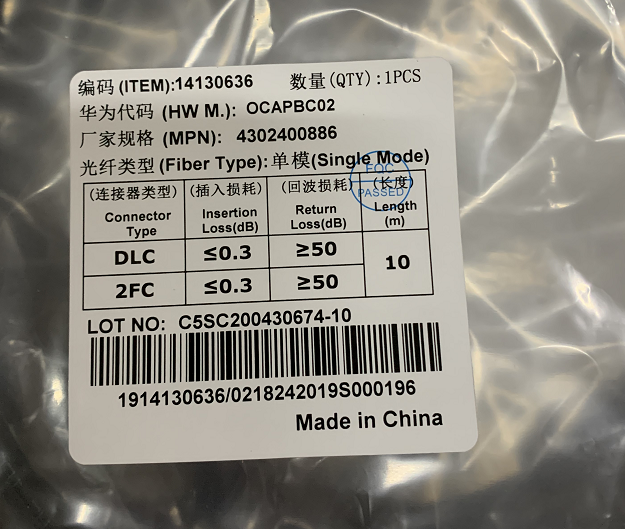 编码 (ITEM):14130636 数量(QTY) :1PCS
华为代码 (HW M.): OCAPBC02
厂家规格 (MPN): 4302400886
光纤类型 (Fiber Type): 单模(Single Mode)
(连接器类型) (插入损耗) (回波损耗) (长度)
Connector Type Insertion Loss(dB) Return Loss(dB) Length (m)
DLC ≤0.3 ≥50 10
2FC ≤0.3 ≥50
FQC PASSED
LOT NO: C5SC200430674-10
1914130636/0218242019S000196
Made in China